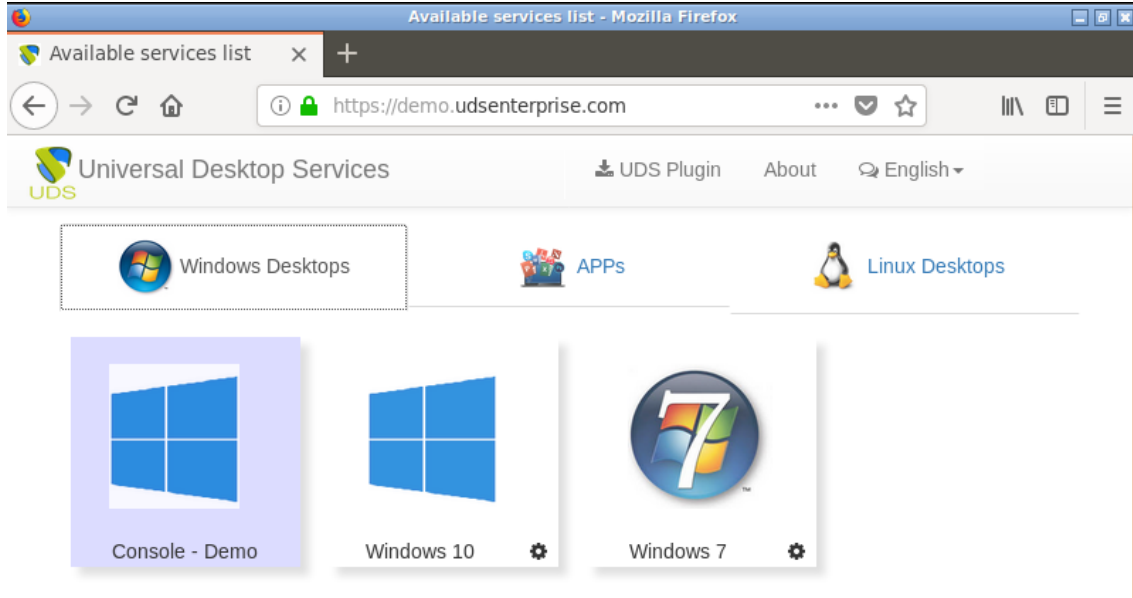 Available services list - Mozilla Firefox
Available services list
https://demo.udsenterprise.com
UDS
Universal Desktop Services
UDS Plugin
About
English
Windows Desktops
APPs
Linux Desktops
Console - Demo
Windows 10
Windows 7
7